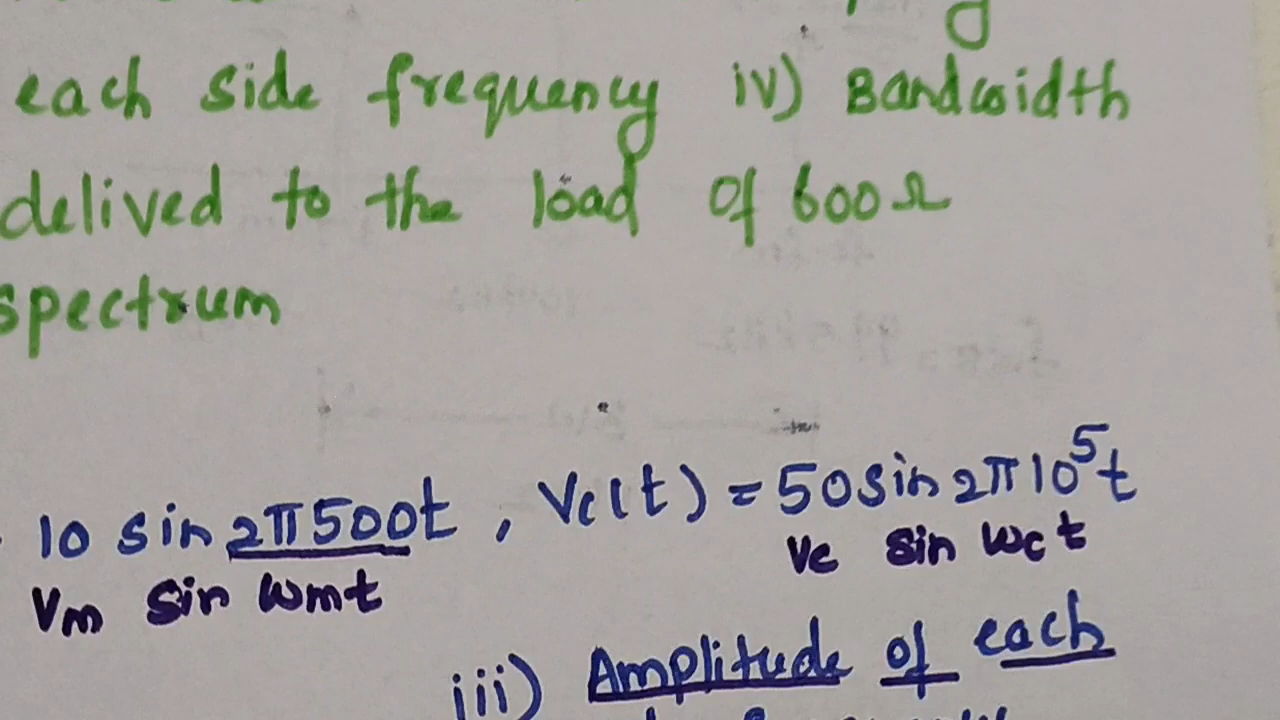 each side frequency iv) Bandwidth
delived to the load of 600Ω
spectrum
10 sin 2π500t, Vc(t) = 50 sin 2π10⁵t
Vm sin ωmt Vc sin ωct
iii) Amplitude of each